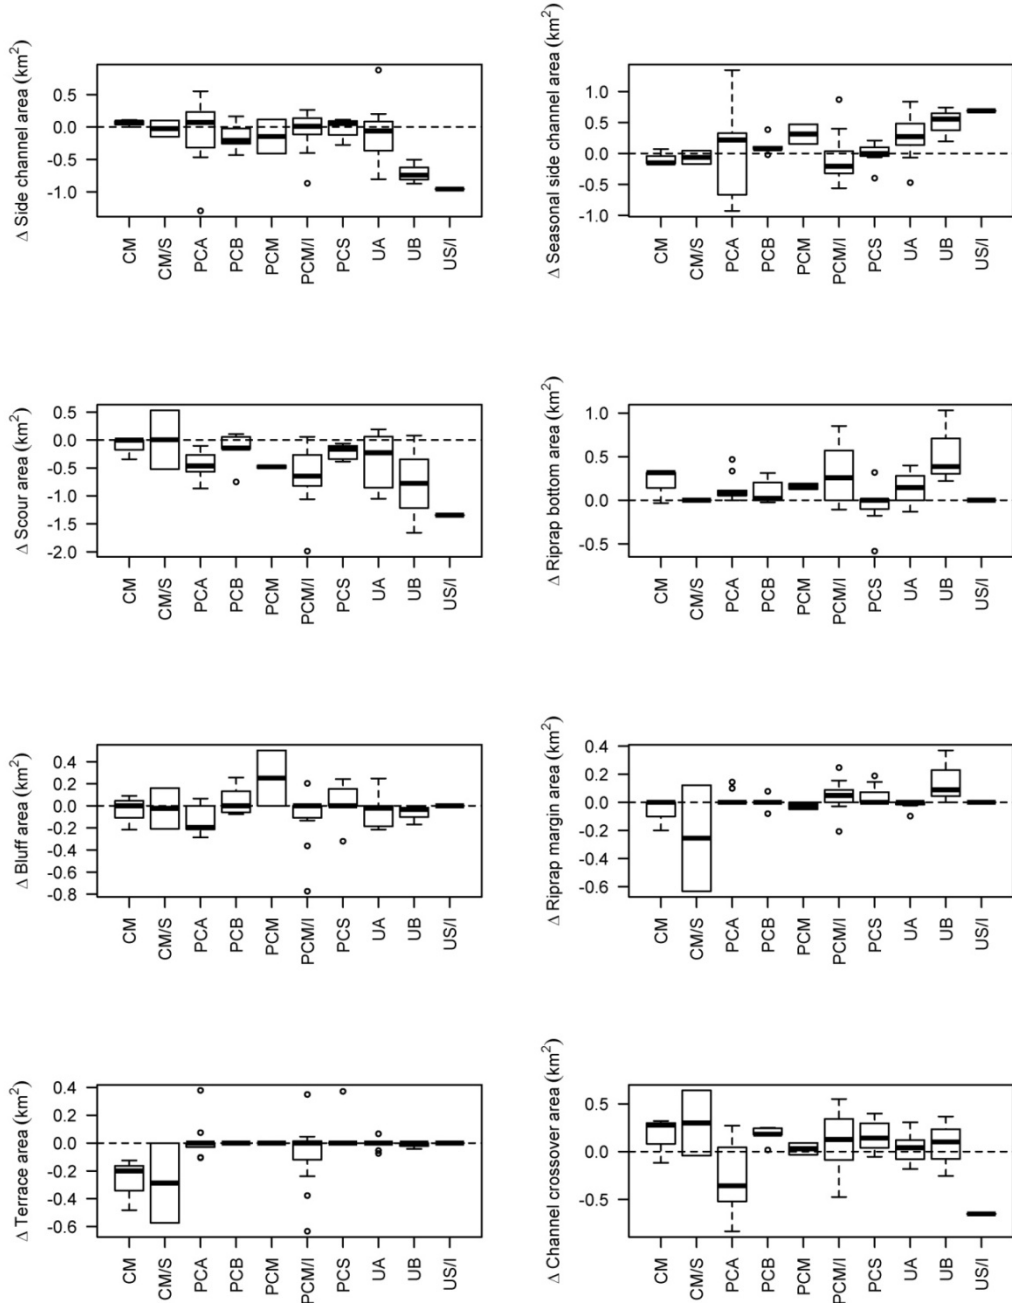 Δ Side channel area (km²)
0.5
0.0
-0.5
-1.0
CM
CM/S
PCA
PCB
PCM
PCM/I
PCS
UA
UB
US/I
Δ Seasonal side channel area (km²)
1.0
0.5
0.0
-0.5
-1.0
CM
CM/S
PCA
PCB
PCM
PCM/I
PCS
UA
UB
US/I
Δ Scour area (km²)
0.5
0.0
-0.5
-1.0
-1.5
-2.0
CM
CM/S
PCA
PCB
PCM
PCM/I
PCS
UA
UB
US/I
Δ Riprap bottom area (km²)
1.0
0.5
0.0
-0.5
CM
CM/S
PCA
PCB
PCM
PCM/I
PCS
UA
UB
US/I
Δ Bluff area (km²)
0.4
0.2
0.0
-0.2
-0.4
-0.6
-0.8
CM
CM/S
PCA
PCB
PCM
PCM/I
PCS
UA
UB
US/I
Δ Riprap margin area (km²)
0.4
0.2
0.0
-0.2
-0.4
-0.6
CM
CM/S
PCA
PCB
PCM
PCM/I
PCS
UA
UB
US/I
Δ Terrace area (km²)
0.4
0.2
0.0
-0.2
-0.4
-0.6
CM
CM/S
PCA
PCB
PCM
PCM/I
PCS
UA
UB
US/I
Δ Channel crossover area (km²)
0.5
0.0
-0.5
CM
CM/S
PCA
PCB
PCM
PCM/I
PCS
UA
UB
US/I